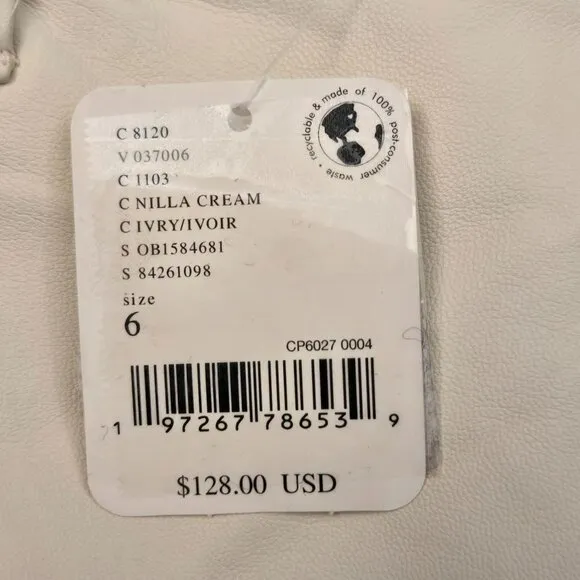 recyclable & made of 100% post-consumer waste •
C 8120
V 037006
C 1103
C NILLA CREAM
C IVRY/IVOIR
S OB1584681
S 84261098
size
6
CP6027 0004
1 97267 78653 9
$128.00 USD